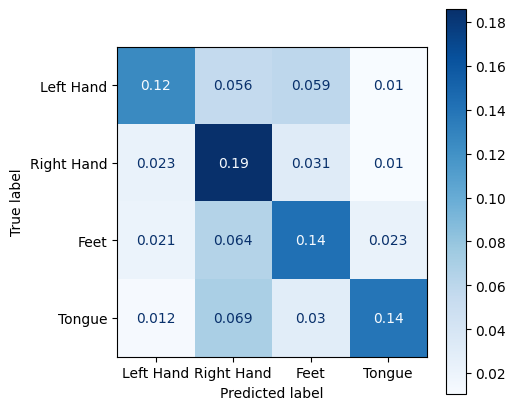 Left Hand 0.12 0.056 0.059 0.01
Right Hand 0.023 0.19 0.031 0.01
Feet 0.021 0.064 0.14 0.023
Tongue 0.012 0.069 0.03 0.14
Left Hand Right Hand Feet Tongue
Predicted label
True label
0.18
0.16
0.14
0.12
0.10
0.08
0.06
0.04
0.02